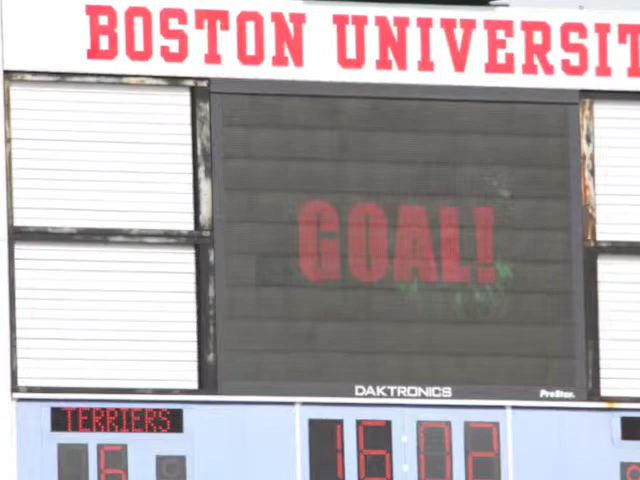 BOSTON UNIVERSIT
GOAL!
DAKTRONICS ProStar.
TERRIERS
16:02
6